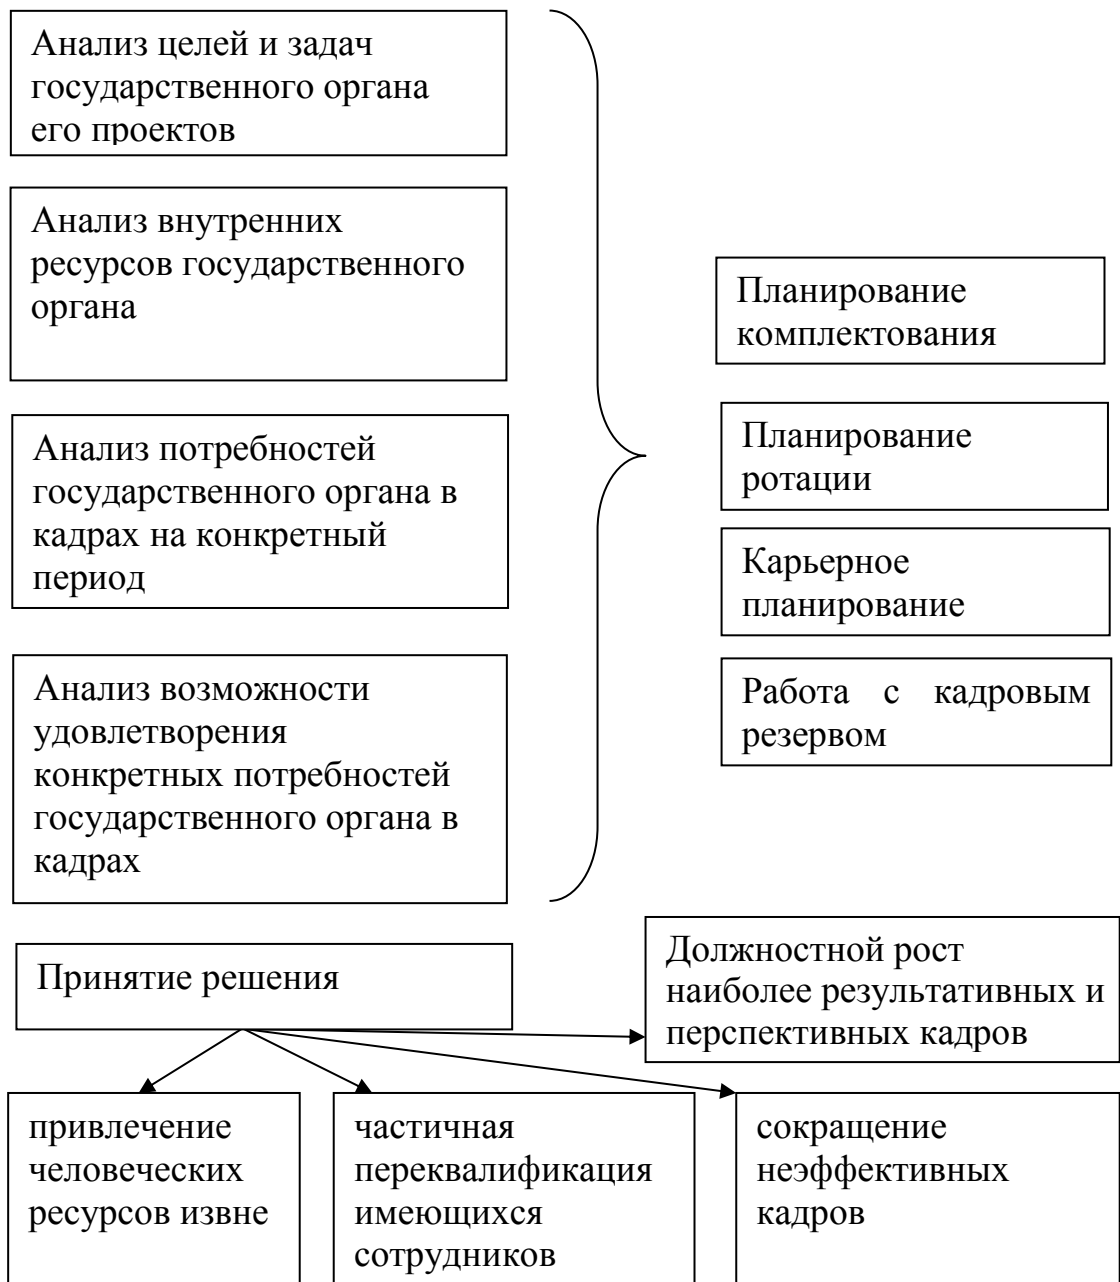 Анализ целей и задач
государственного органа
его проектов
Анализ внутренних
ресурсов государственного
органа
Анализ потребностей
государственного органа в
кадрах на конкретный
период
Анализ возможности
удовлетворения
конкретных потребностей
государственного органа в
кадрах
Планирование
комплектования
Планирование
ротации
Карьерное
планирование
Работа с кадровым
резервом
Принятие решения
Должностной рост
наиболее результативных и
перспективных кадров
привлечение
человеческих
ресурсов извне
частичная
переквалификация
имеющихся
сотрудников
сокращение
неэффективных
кадров